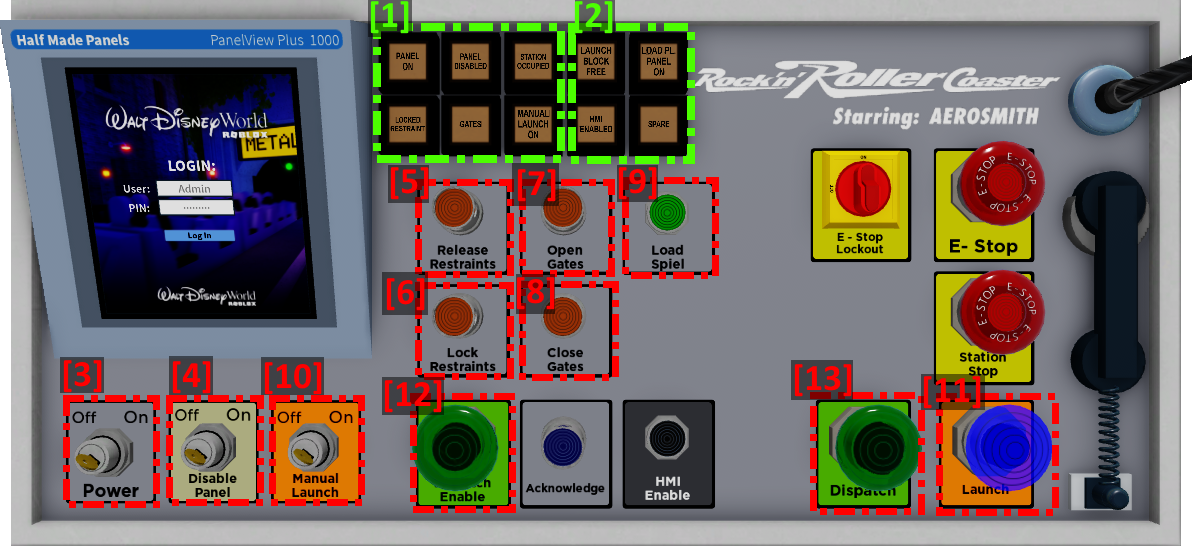 Half Made Panels
PanelView Plus 1000
WALT DISNEY World
ROBLOX
METAL
LOGIN:
User: Admin
PIN:
Log In
WALT DISNEY World
ROBLOX
[1]
PANEL
ON
PANEL
DISABLED
STATION
OCCUPIED
LOCKED
RESTRAINT
GATES
MANUAL
LAUNCH
ON
[2]
LAUNCH
BLOCK
FREE
LOAD PL.
PANEL
ON
HMI
ENABLED
SPARE
Rock'n' Roller Coaster
Starring: AEROSMITH
[5]
Release
Restraints
[7]
Open
Gates
[9]
Load
Spiel
[6]
Lock
Restraints
[8]
Close
Gates
ON
E - Stop
Lockout
E-STOP E-STOP E-STOP
E- Stop
E-STOP E-STOP E-STOP
Station
Stop
[3]
Off On
Power
[4]
Off On
Disable
Panel
[10]
Off On
Manual
Launch
[12]
Enable
Acknowledge
HMI
Enable
[13]
Dispatch
[11]
Launch